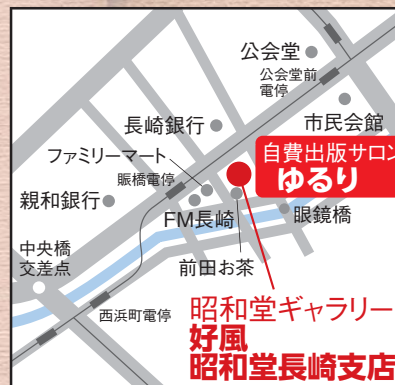 公会堂
公会堂前
電停
長崎銀行
市民会館
ファミリーマート
賑橋電停
自費出版サロン
ゆるり
親和銀行
FM長崎
眼鏡橋
中央橋
交差点
前田お茶
西浜町電停
昭和堂ギャラリー
好風
昭和堂長崎支店